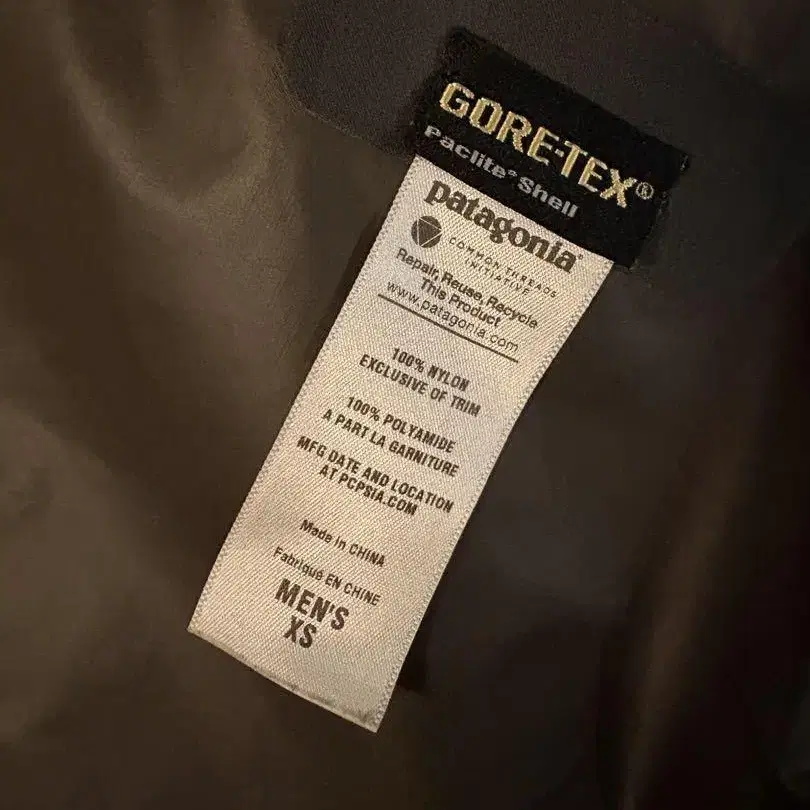 GORE-TEX®
Paclite® Shell
patagonia®
COMMON THREADS
INITIATIVE
Repair, Reuse, Recycle
This Product
www.patagonia.com
100% NYLON
EXCLUSIVE OF TRIM
100% POLYAMIDE
A PART LA GARNITURE
MFG DATE AND LOCATION
AT PCPSIA.COM
Made in CHINA
Fabriqué EN CHINE
MEN'S
XS